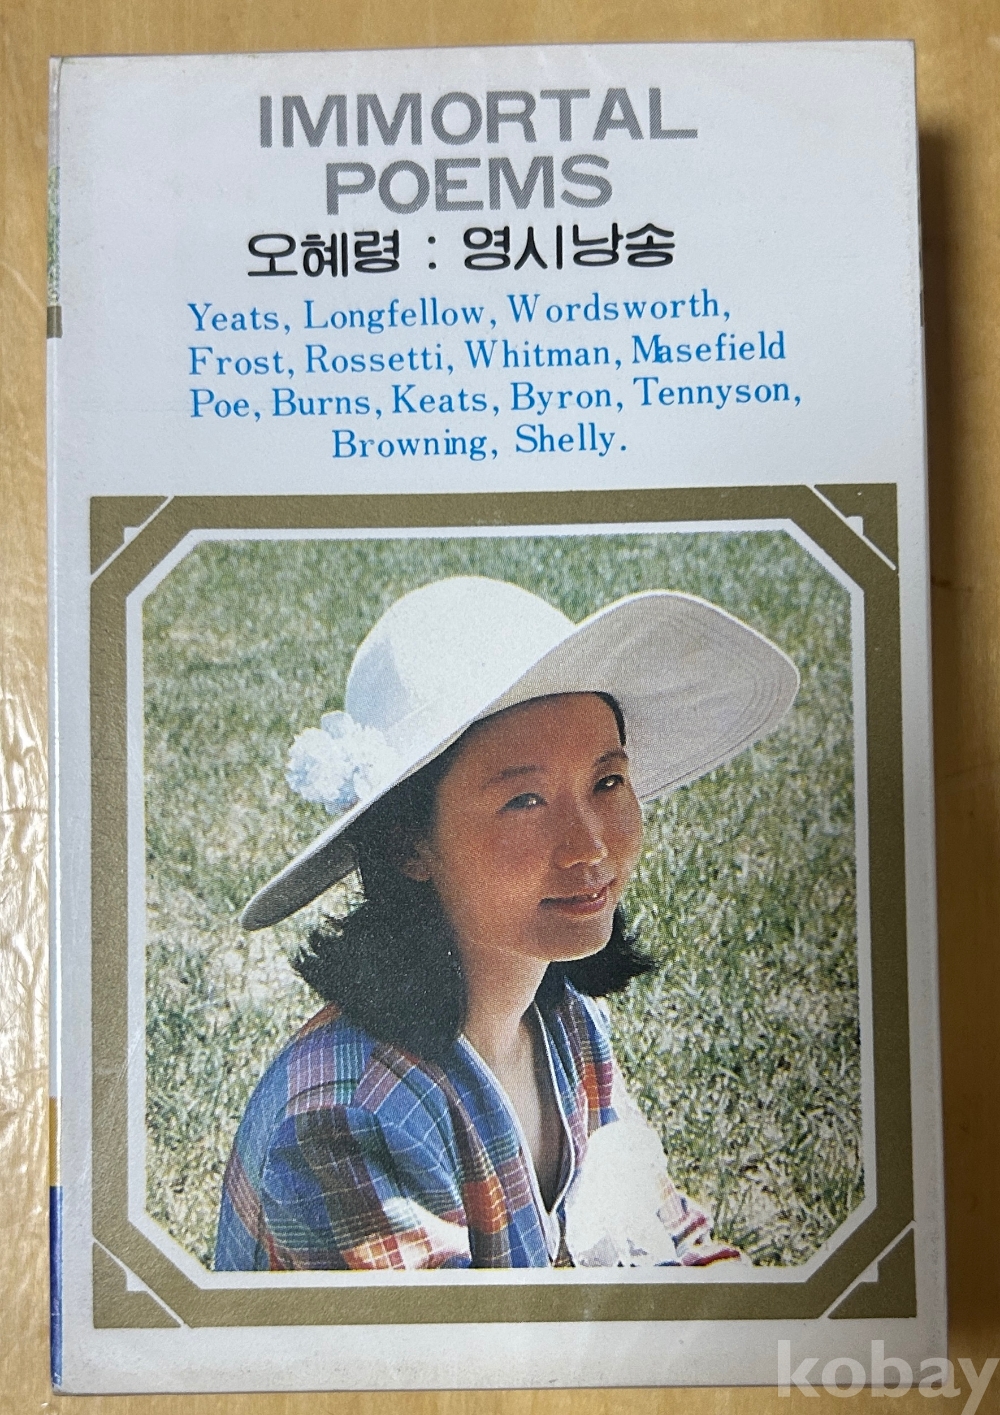 IMMORTAL
POEMS
오혜령 : 영시낭송
Yeats, Longfellow, Wordsworth,
Frost, Rossetti, Whitman, Masefield
Poe, Burns, Keats, Byron, Tennyson,
Browning, Shelly.
kobay